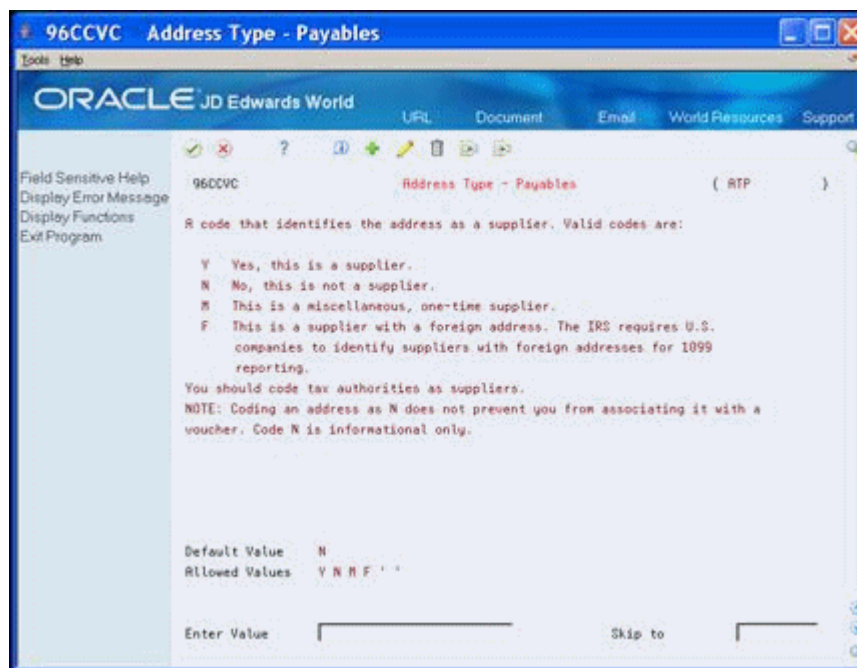 96CCVC Address Type - Payables
Tools Help
ORACLE JD Edwards World
URL Document Email World Resources Support
Field Sensitive Help
Display Error Message
Display Functions
Exit Program
96CCVC Address Type - Payables ( ATP )
A code that identifies the address as a supplier. Valid codes are:
Y Yes, this is a supplier.
N No, this is not a supplier.
M This is a miscellaneous, one-time supplier.
F This is a supplier with a foreign address. The IRS requires U.S.
companies to identify suppliers with foreign addresses for 1099
reporting.
You should code tax authorities as suppliers.
NOTE: Coding an address as N does not prevent you from associating it with a
voucher. Code N is informational only.
Default Value N
Allowed Values Y N M F ' '
Enter Value Skip to